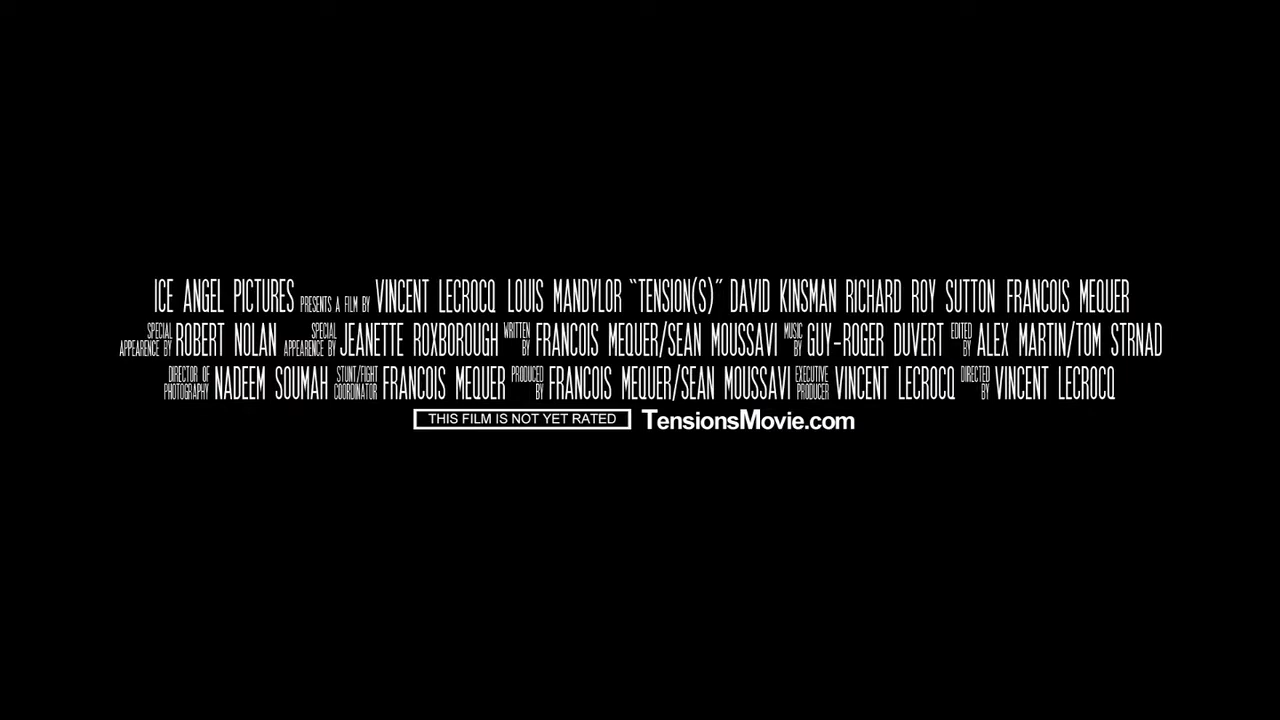 ICE ANGEL PICTURES PRESENTS A FILM BY VINCENT LECROCQ LOUIS MANDYLOR "TENSION(S)" DAVID KINSMAN RICHARD ROY SUTTON FRANCOIS MEQUER
SPECIAL APPEARENCE BY ROBERT NOLAN SPECIAL APPEARENCE BY JEANETTE ROXBOROUGH WRITTEN BY FRANCOIS MEQUER/SEAN MOUSSAVI MUSIC BY GUY-ROGER DUVERT EDITED BY ALEX MARTIN/TOM STRNAD
DIRECTOR OF PHOTOGRAPHY NADEEM SOUMAH STUNT/FIGHT COORDINATOR FRANCOIS MEQUER PRODUCED BY FRANCOIS MEQUER/SEAN MOUSSAVI EXECUTIVE PRODUCER VINCENT LECROCQ DIRECTED BY VINCENT LECROCQ
THIS FILM IS NOT YET RATED TensionsMovie.com